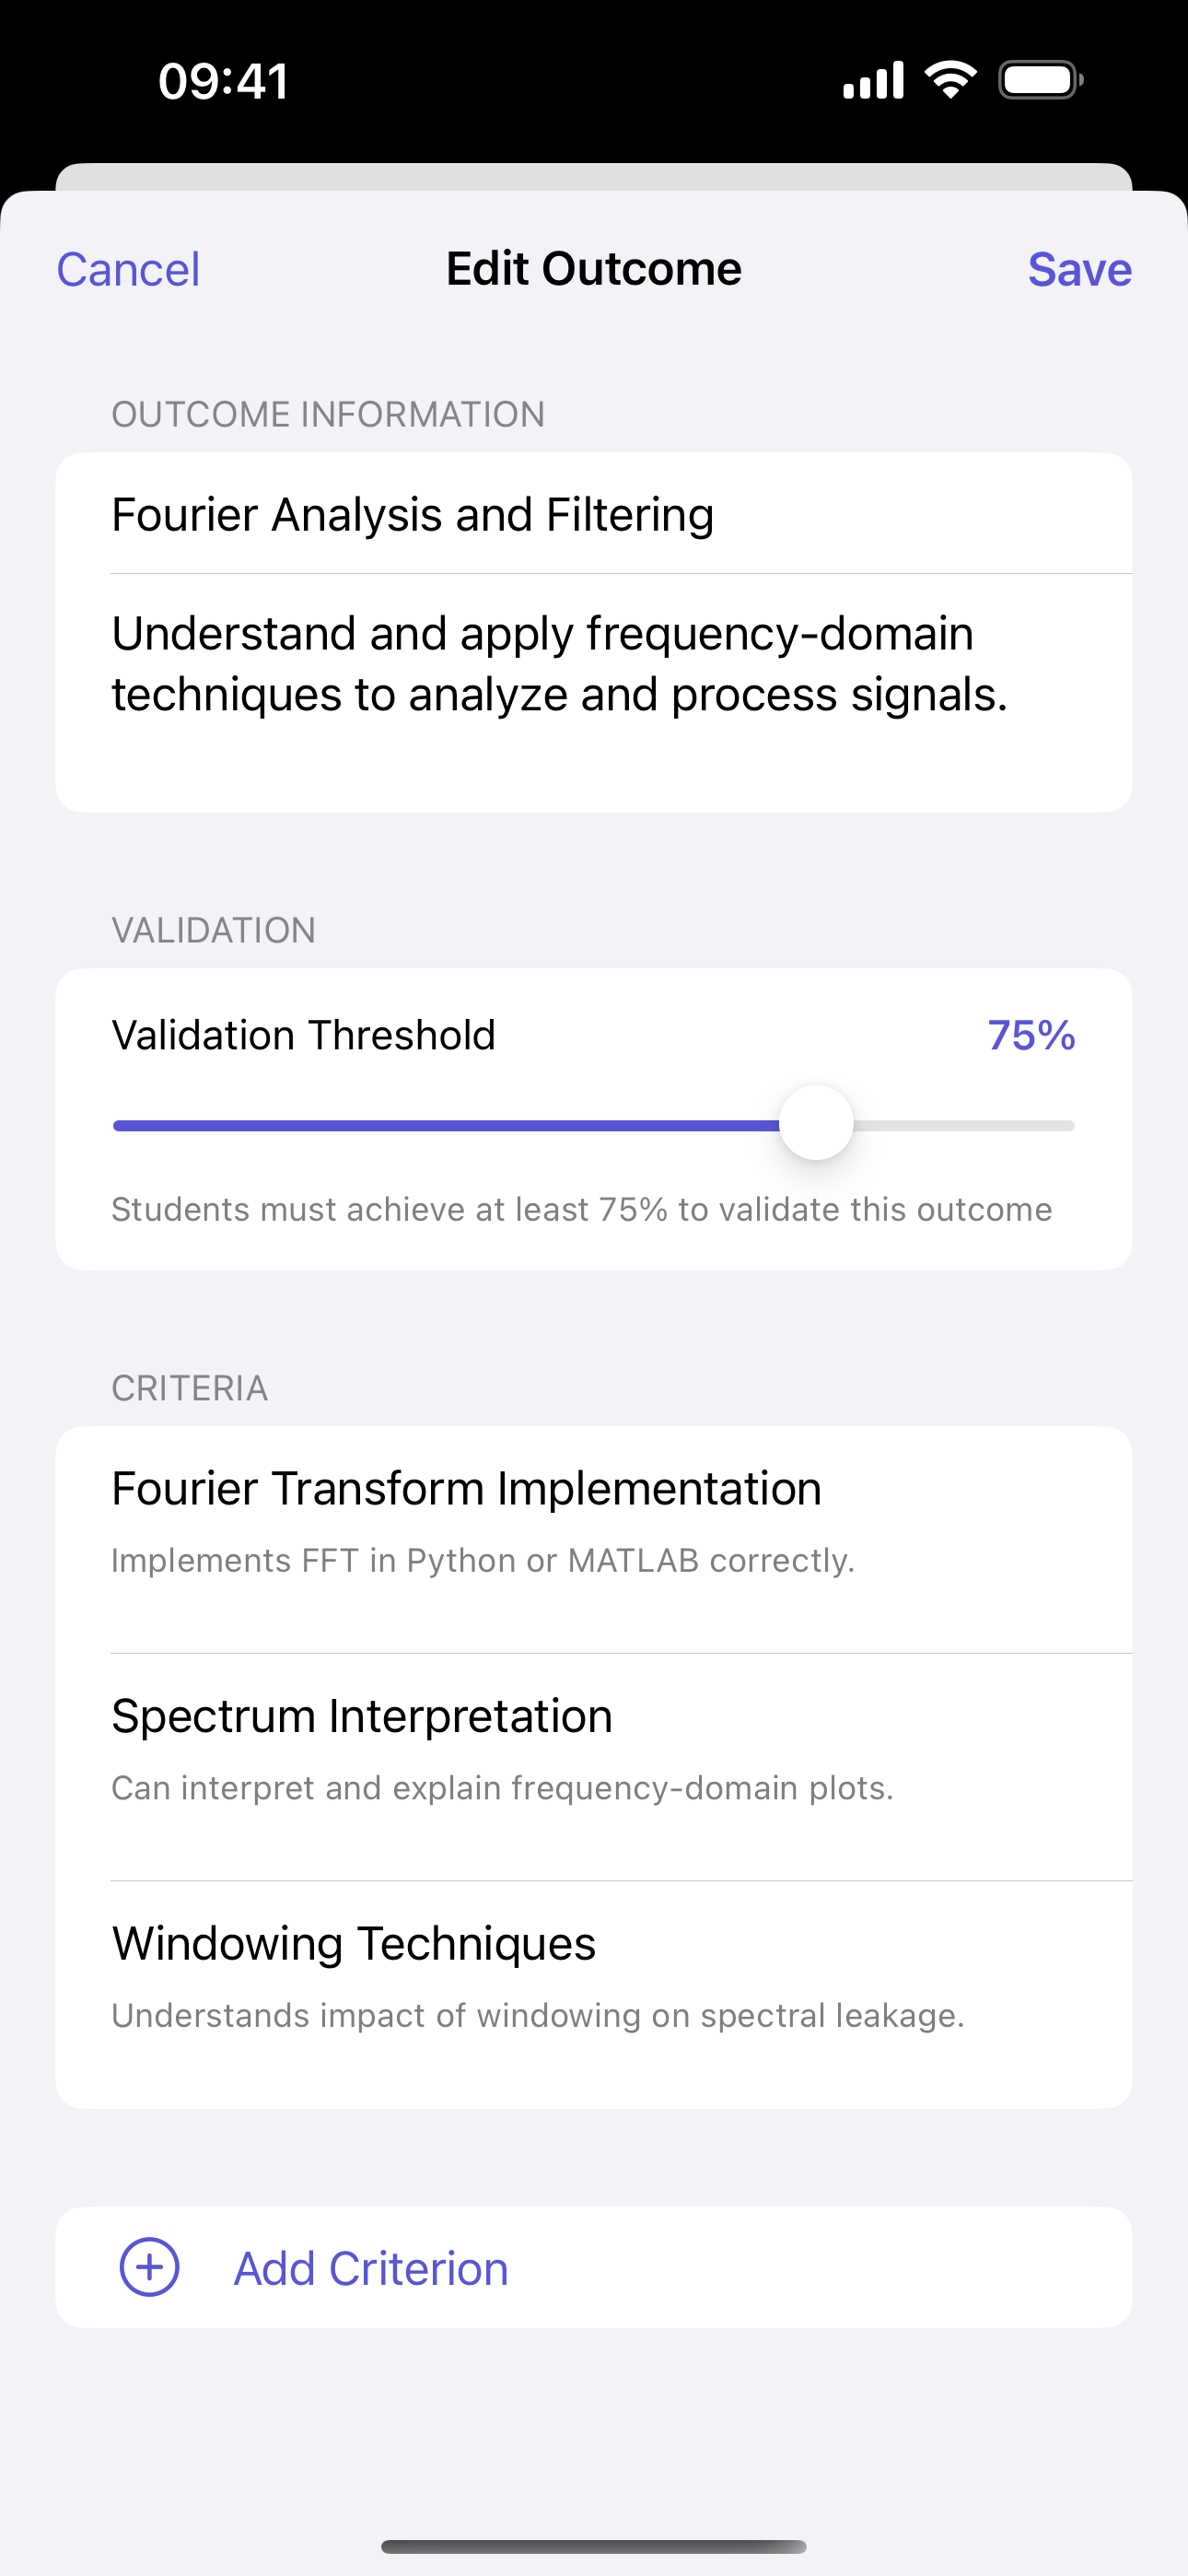 09:41
Cancel
Edit Outcome
Save
OUTCOME INFORMATION
Fourier Analysis and Filtering
Understand and apply frequency-domain
techniques to analyze and process signals.
VALIDATION
Validation Threshold
75%
Students must achieve at least 75% to validate this outcome
CRITERIA
Fourier Transform Implementation
Implements FFT in Python or MATLAB correctly.
Spectrum Interpretation
Can interpret and explain frequency-domain plots.
Windowing Techniques
Understands impact of windowing on spectral leakage.
Add Criterion